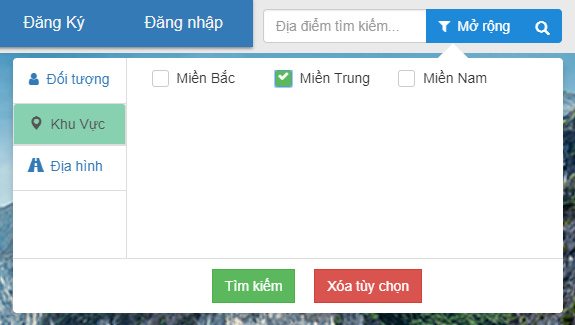 Đăng Ký Đăng nhập Địa điểm tìm kiếm... Mở rộng
Đối tượng Miền Bắc Miền Trung Miền Nam
Khu Vực
Địa hình
Tìm kiếm Xóa tùy chọn